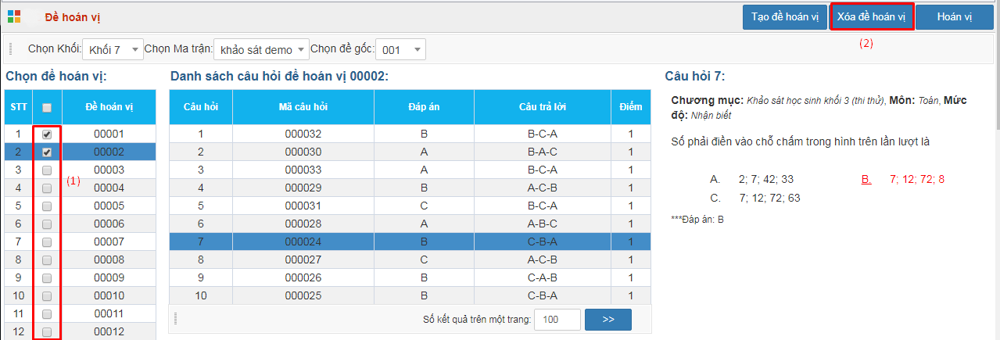 Đề hoán vị
Tạo đề hoán vị Xóa đề hoán vị Hoán vị
(2)
Chọn Khối: Khối 7 Chọn Ma trận: khảo sát demo Chọn đề gốc: 001
Chọn đề hoán vị:
STT Đề hoán vị
1 00001
2 00002
3 00003
4 00004
5 00005
6 00006
7 00007
8 00008
9 00009
10 00010
11 00011
12 00012
(1)
Danh sách câu hỏi đề hoán vị 00002:
Câu hỏi Mã câu hỏi Đáp án Câu trả lời Điểm
1 000032 B B-C-A 1
2 000030 A B-A-C 1
3 000033 A B-C-A 1
4 000029 B A-C-B 1
5 000031 C B-C-A 1
6 000028 A A-B-C 1
7 000024 B C-B-A 1
8 000027 C A-C-B 1
9 000026 B C-A-B 1
10 000025 B C-B-A 1
Số kết quả trên một trang: 100 >>
Câu hỏi 7:
Chương mục: Khảo sát học sinh khối 3 (thi thử), Môn: Toán, Mức
độ: Nhận biết
Số phải điền vào chỗ chấm trong hình trên lần lượt là
A. 2; 7; 42; 33 B. 7; 12; 72; 8
C. 7; 12; 72; 63
***Đáp án: B